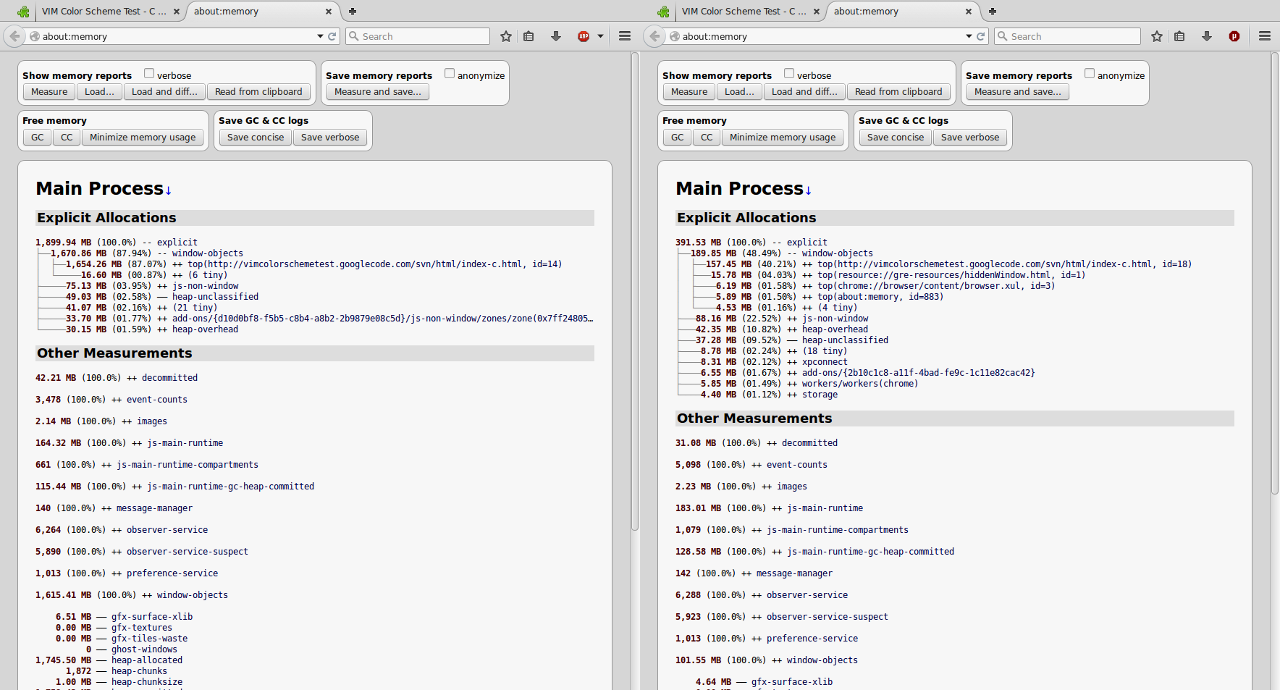 VIM Color Scheme Test - C ...
about:memory
about:memory
Search
ABP
Show memory reports
verbose
Measure
Load...
Load and diff...
Read from clipboard
Save memory reports
anonymize
Measure and save...
Free memory
GC
CC
Minimize memory usage
Save GC & CC logs
Save concise
Save verbose
Main Process↓
Explicit Allocations
1,899.94 MB (100.0%) -- explicit
├──1,670.86 MB (87.94%) -- window-objects
│ ├──1,654.26 MB (87.07%) ++ top(http://vimcolorschemetest.googlecode.com/svn/html/index-c.html, id=14)
│ └─────16.60 MB (00.87%) ++ (6 tiny)
├─────75.13 MB (03.95%) ++ js-non-window
├─────49.03 MB (02.58%) ── heap-unclassified
├─────41.07 MB (02.16%) ++ (21 tiny)
├─────33.70 MB (01.77%) ++ add-ons/{d10d0bf8-f5b5-c8b4-a8b2-2b9879e08c5d}/js-non-window/zones/zone(0x7ff24805…
└─────30.15 MB (01.59%) ++ heap-overhead
Other Measurements
42.21 MB (100.0%) ++ decommitted
3,478 (100.0%) ++ event-counts
2.14 MB (100.0%) ++ images
164.32 MB (100.0%) ++ js-main-runtime
661 (100.0%) ++ js-main-runtime-compartments
115.44 MB (100.0%) ++ js-main-runtime-gc-heap-committed
140 (100.0%) ++ message-manager
6,264 (100.0%) ++ observer-service
5,890 (100.0%) ++ observer-service-suspect
1,013 (100.0%) ++ preference-service
1,615.41 MB (100.0%) ++ window-objects
6.51 MB ── gfx-surface-xlib
0.00 MB ── gfx-textures
0.00 MB ── gfx-tiles-waste
0 ── ghost-windows
1,745.50 MB ── heap-allocated
1,872 ── heap-chunks
1.00 MB ── heap-chunksize
VIM Color Scheme Test - C ...
about:memory
about:memory
Search
µ
Show memory reports
verbose
Measure
Load...
Load and diff...
Read from clipboard
Save memory reports
anonymize
Measure and save...
Free memory
GC
CC
Minimize memory usage
Save GC & CC logs
Save concise
Save verbose
Main Process↓
Explicit Allocations
391.53 MB (100.0%) -- explicit
├──189.85 MB (48.49%) -- window-objects
│ ├──157.45 MB (40.21%) ++ top(http://vimcolorschemetest.googlecode.com/svn/html/index-c.html, id=18)
│ ├───15.78 MB (04.03%) ++ top(resource://gre-resources/hiddenWindow.html, id=1)
│ ├────6.19 MB (01.58%) ++ top(chrome://browser/content/browser.xul, id=3)
│ ├────5.89 MB (01.50%) ++ top(about:memory, id=883)
│ └────4.53 MB (01.16%) ++ (4 tiny)
├───88.16 MB (22.52%) ++ js-non-window
├───42.35 MB (10.82%) ++ heap-overhead
├───37.28 MB (09.52%) ── heap-unclassified
├────8.78 MB (02.24%) ++ (18 tiny)
├────8.31 MB (02.12%) ++ xpconnect
├────6.55 MB (01.67%) ++ add-ons/{2b10c1c8-a11f-4bad-fe9c-1c11e82cac42}
├────5.85 MB (01.49%) ++ workers/workers(chrome)
└────4.40 MB (01.12%) ++ storage
Other Measurements
31.08 MB (100.0%) ++ decommitted
5,098 (100.0%) ++ event-counts
2.23 MB (100.0%) ++ images
183.01 MB (100.0%) ++ js-main-runtime
1,079 (100.0%) ++ js-main-runtime-compartments
128.58 MB (100.0%) ++ js-main-runtime-gc-heap-committed
142 (100.0%) ++ message-manager
6,288 (100.0%) ++ observer-service
5,923 (100.0%) ++ observer-service-suspect
1,013 (100.0%) ++ preference-service
101.55 MB (100.0%) ++ window-objects
4.64 MB ── gfx-surface-xlib